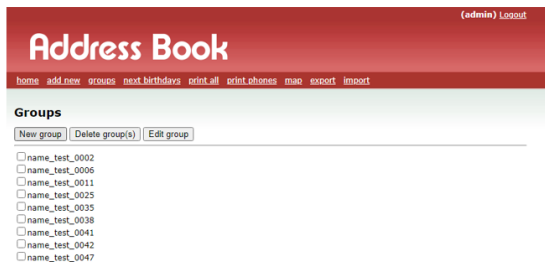 (admin) Logout
Address Book
home add new groups next birthdays print all print phones map export import
Groups
New group Delete group(s) Edit group
name_test_0002
name_test_0006
name_test_0011
name_test_0025
name_test_0035
name_test_0038
name_test_0041
name_test_0042
name_test_0047